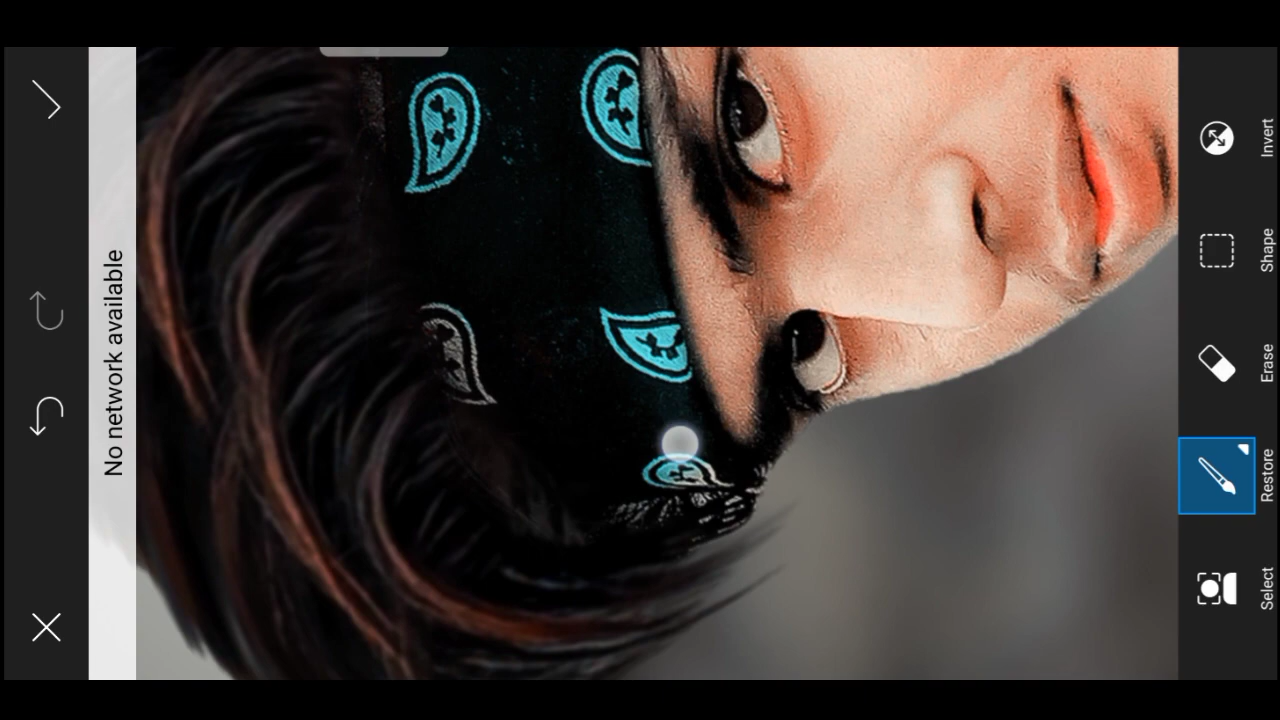 No network available
Select
Restore
Erase
Shape
Invert